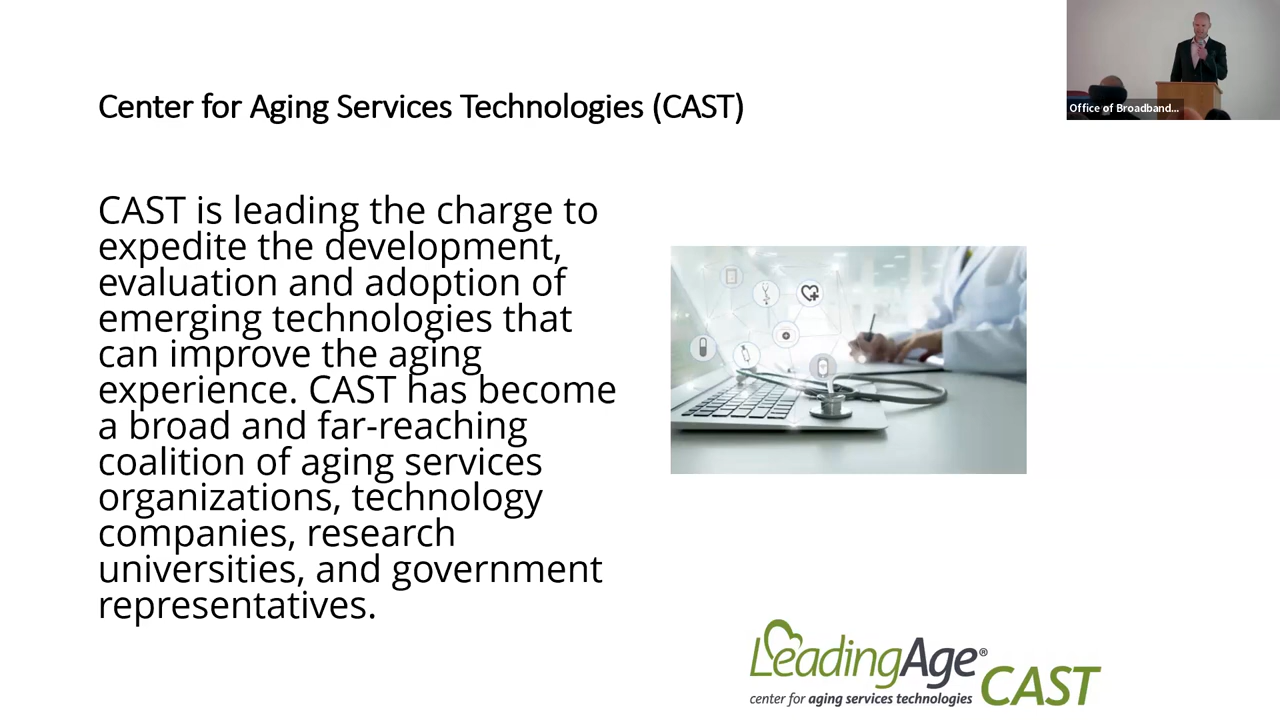 Center for Aging Services Technologies (CAST)
Office of Broadband...
CAST is leading the charge to
expedite the development,
evaluation and adoption of
emerging technologies that
can improve the aging
experience. CAST has become
a broad and far-reaching
coalition of aging services
organizations, technology
companies, research
universities, and government
representatives.
LeadingAge® CAST
center for aging services technologies